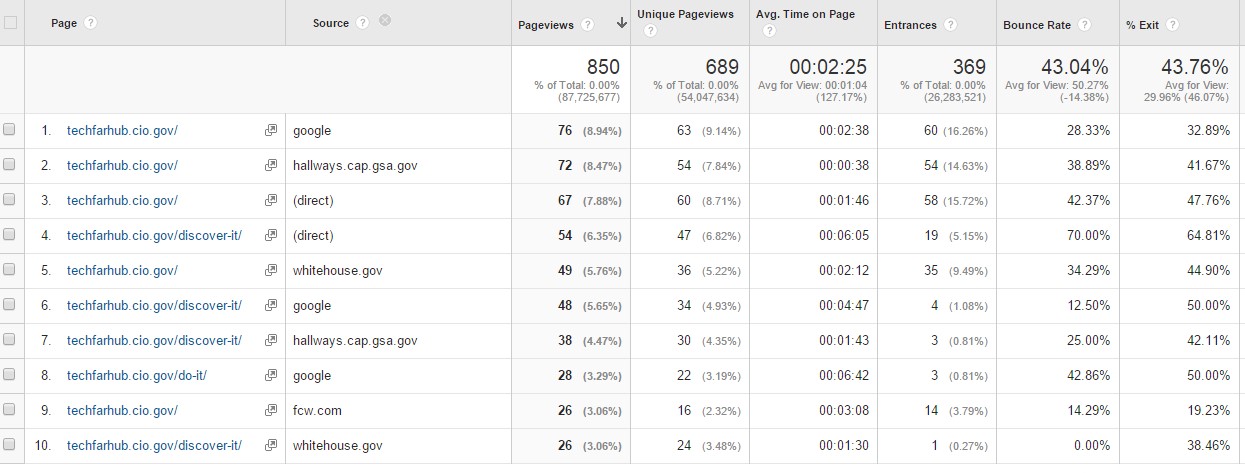 Page ? Source ? Pageviews ? Unique Pageviews ? Avg. Time on Page ? Entrances ? Bounce Rate ? % Exit ?
850 689 00:02:25 369 43.04% 43.76%
% of Total: 0.00% % of Total: 0.00% Avg for View: 00:01:04 % of Total: 0.00% Avg for View: 50.27% Avg for View:
(87,725,677) (54,047,634) (127.17%) (26,283,521) (-14.38%) 29.96% (46.07%)
1. techfarhub.cio.gov/ google 76 (8.94%) 63 (9.14%) 00:02:38 60 (16.26%) 28.33% 32.89%
2. techfarhub.cio.gov/ hallways.cap.gsa.gov 72 (8.47%) 54 (7.84%) 00:00:38 54 (14.63%) 38.89% 41.67%
3. techfarhub.cio.gov/ (direct) 67 (7.88%) 60 (8.71%) 00:01:46 58 (15.72%) 42.37% 47.76%
4. techfarhub.cio.gov/discover-it/ (direct) 54 (6.35%) 47 (6.82%) 00:06:05 19 (5.15%) 70.00% 64.81%
5. techfarhub.cio.gov/ whitehouse.gov 49 (5.76%) 36 (5.22%) 00:02:12 35 (9.49%) 34.29% 44.90%
6. techfarhub.cio.gov/discover-it/ google 48 (5.65%) 34 (4.93%) 00:04:47 4 (1.08%) 12.50% 50.00%
7. techfarhub.cio.gov/discover-it/ hallways.cap.gsa.gov 38 (4.47%) 30 (4.35%) 00:01:43 3 (0.81%) 25.00% 42.11%
8. techfarhub.cio.gov/do-it/ google 28 (3.29%) 22 (3.19%) 00:06:42 3 (0.81%) 42.86% 50.00%
9. techfarhub.cio.gov/ fcw.com 26 (3.06%) 16 (2.32%) 00:03:08 14 (3.79%) 14.29% 19.23%
10. techfarhub.cio.gov/discover-it/ whitehouse.gov 26 (3.06%) 24 (3.48%) 00:01:30 1 (0.27%) 0.00% 38.46%